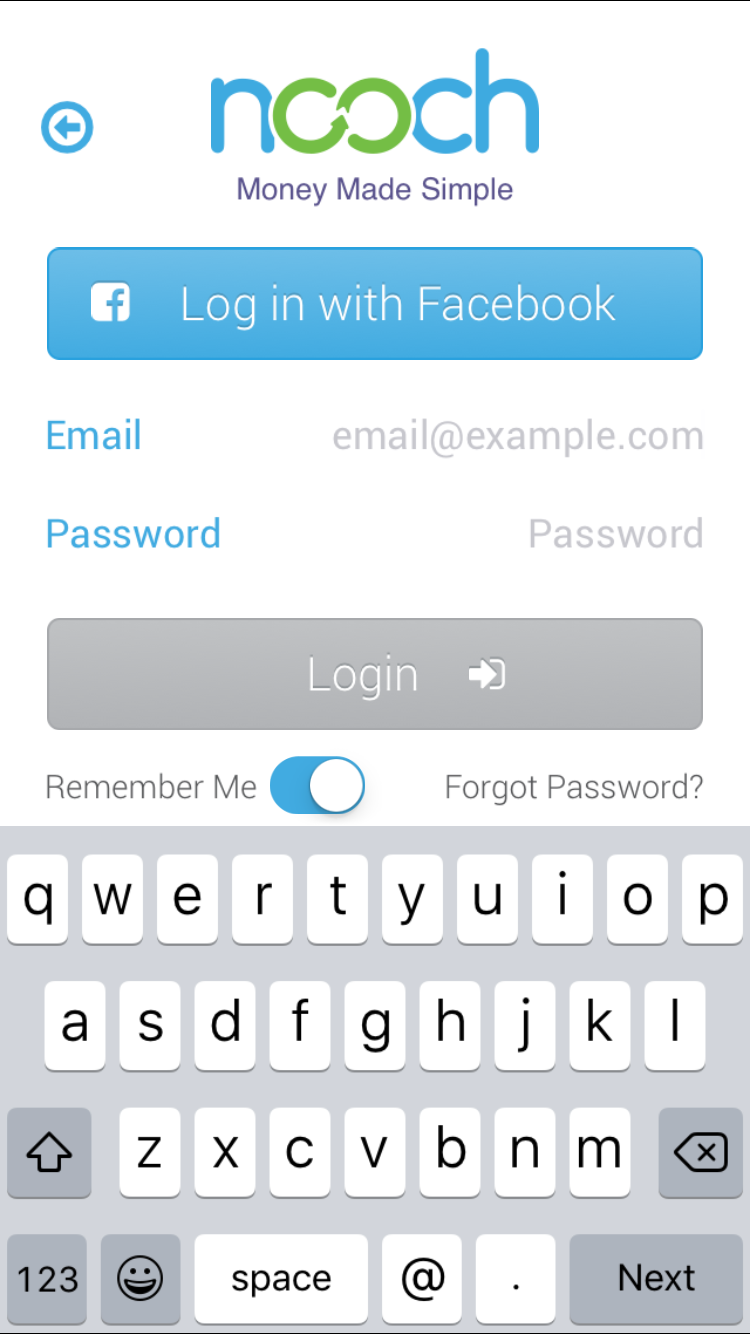 nooch
Money Made Simple
Log in with Facebook
Email email@example.com
Password Password
Login
Remember Me Forgot Password?
q w e r t y u i o p
a s d f g h j k l
z x c v b n m
123 space @ . Next